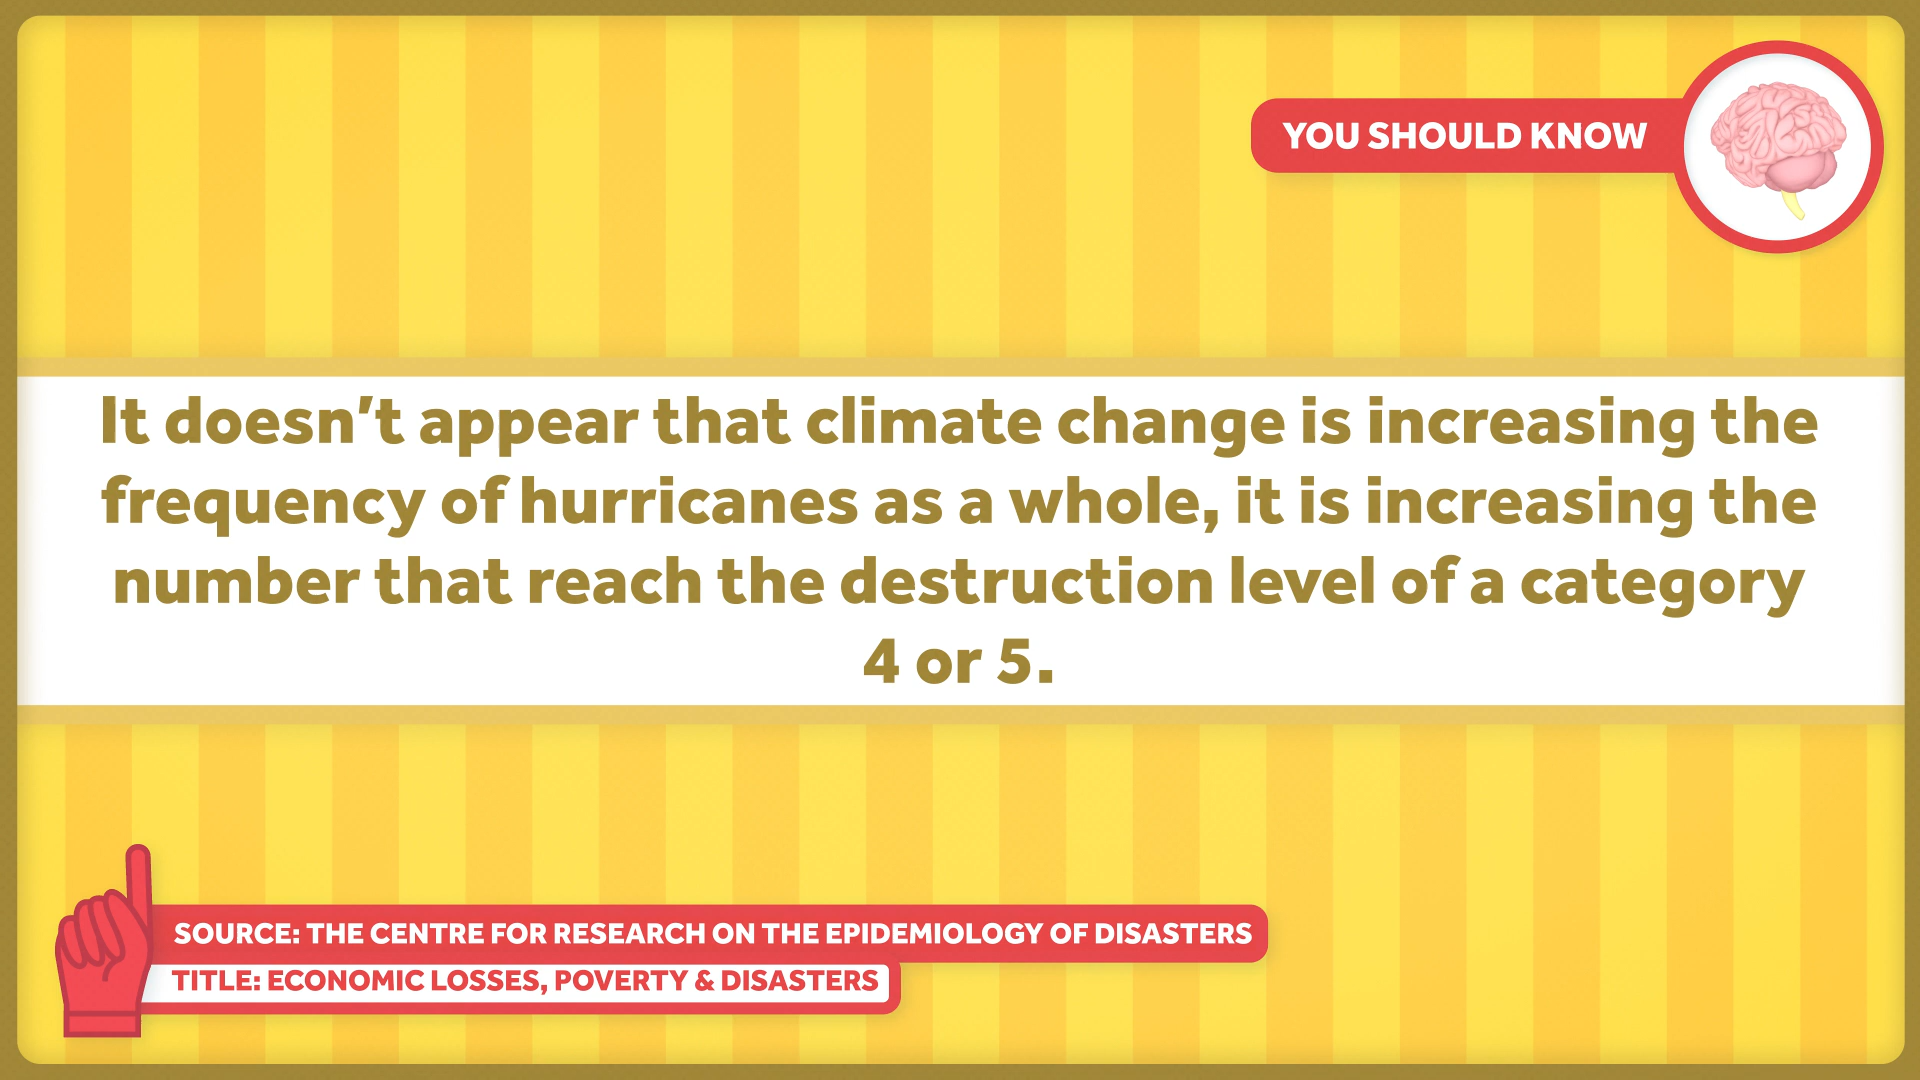 YOU SHOULD KNOW
It doesn't appear that climate change is increasing the
frequency of hurricanes as a whole, it is increasing the
number that reach the destruction level of a category
4 or 5.
SOURCE: THE CENTRE FOR RESEARCH ON THE EPIDEMIOLOGY OF DISASTERS
TITLE: ECONOMIC LOSSES, POVERTY & DISASTERS